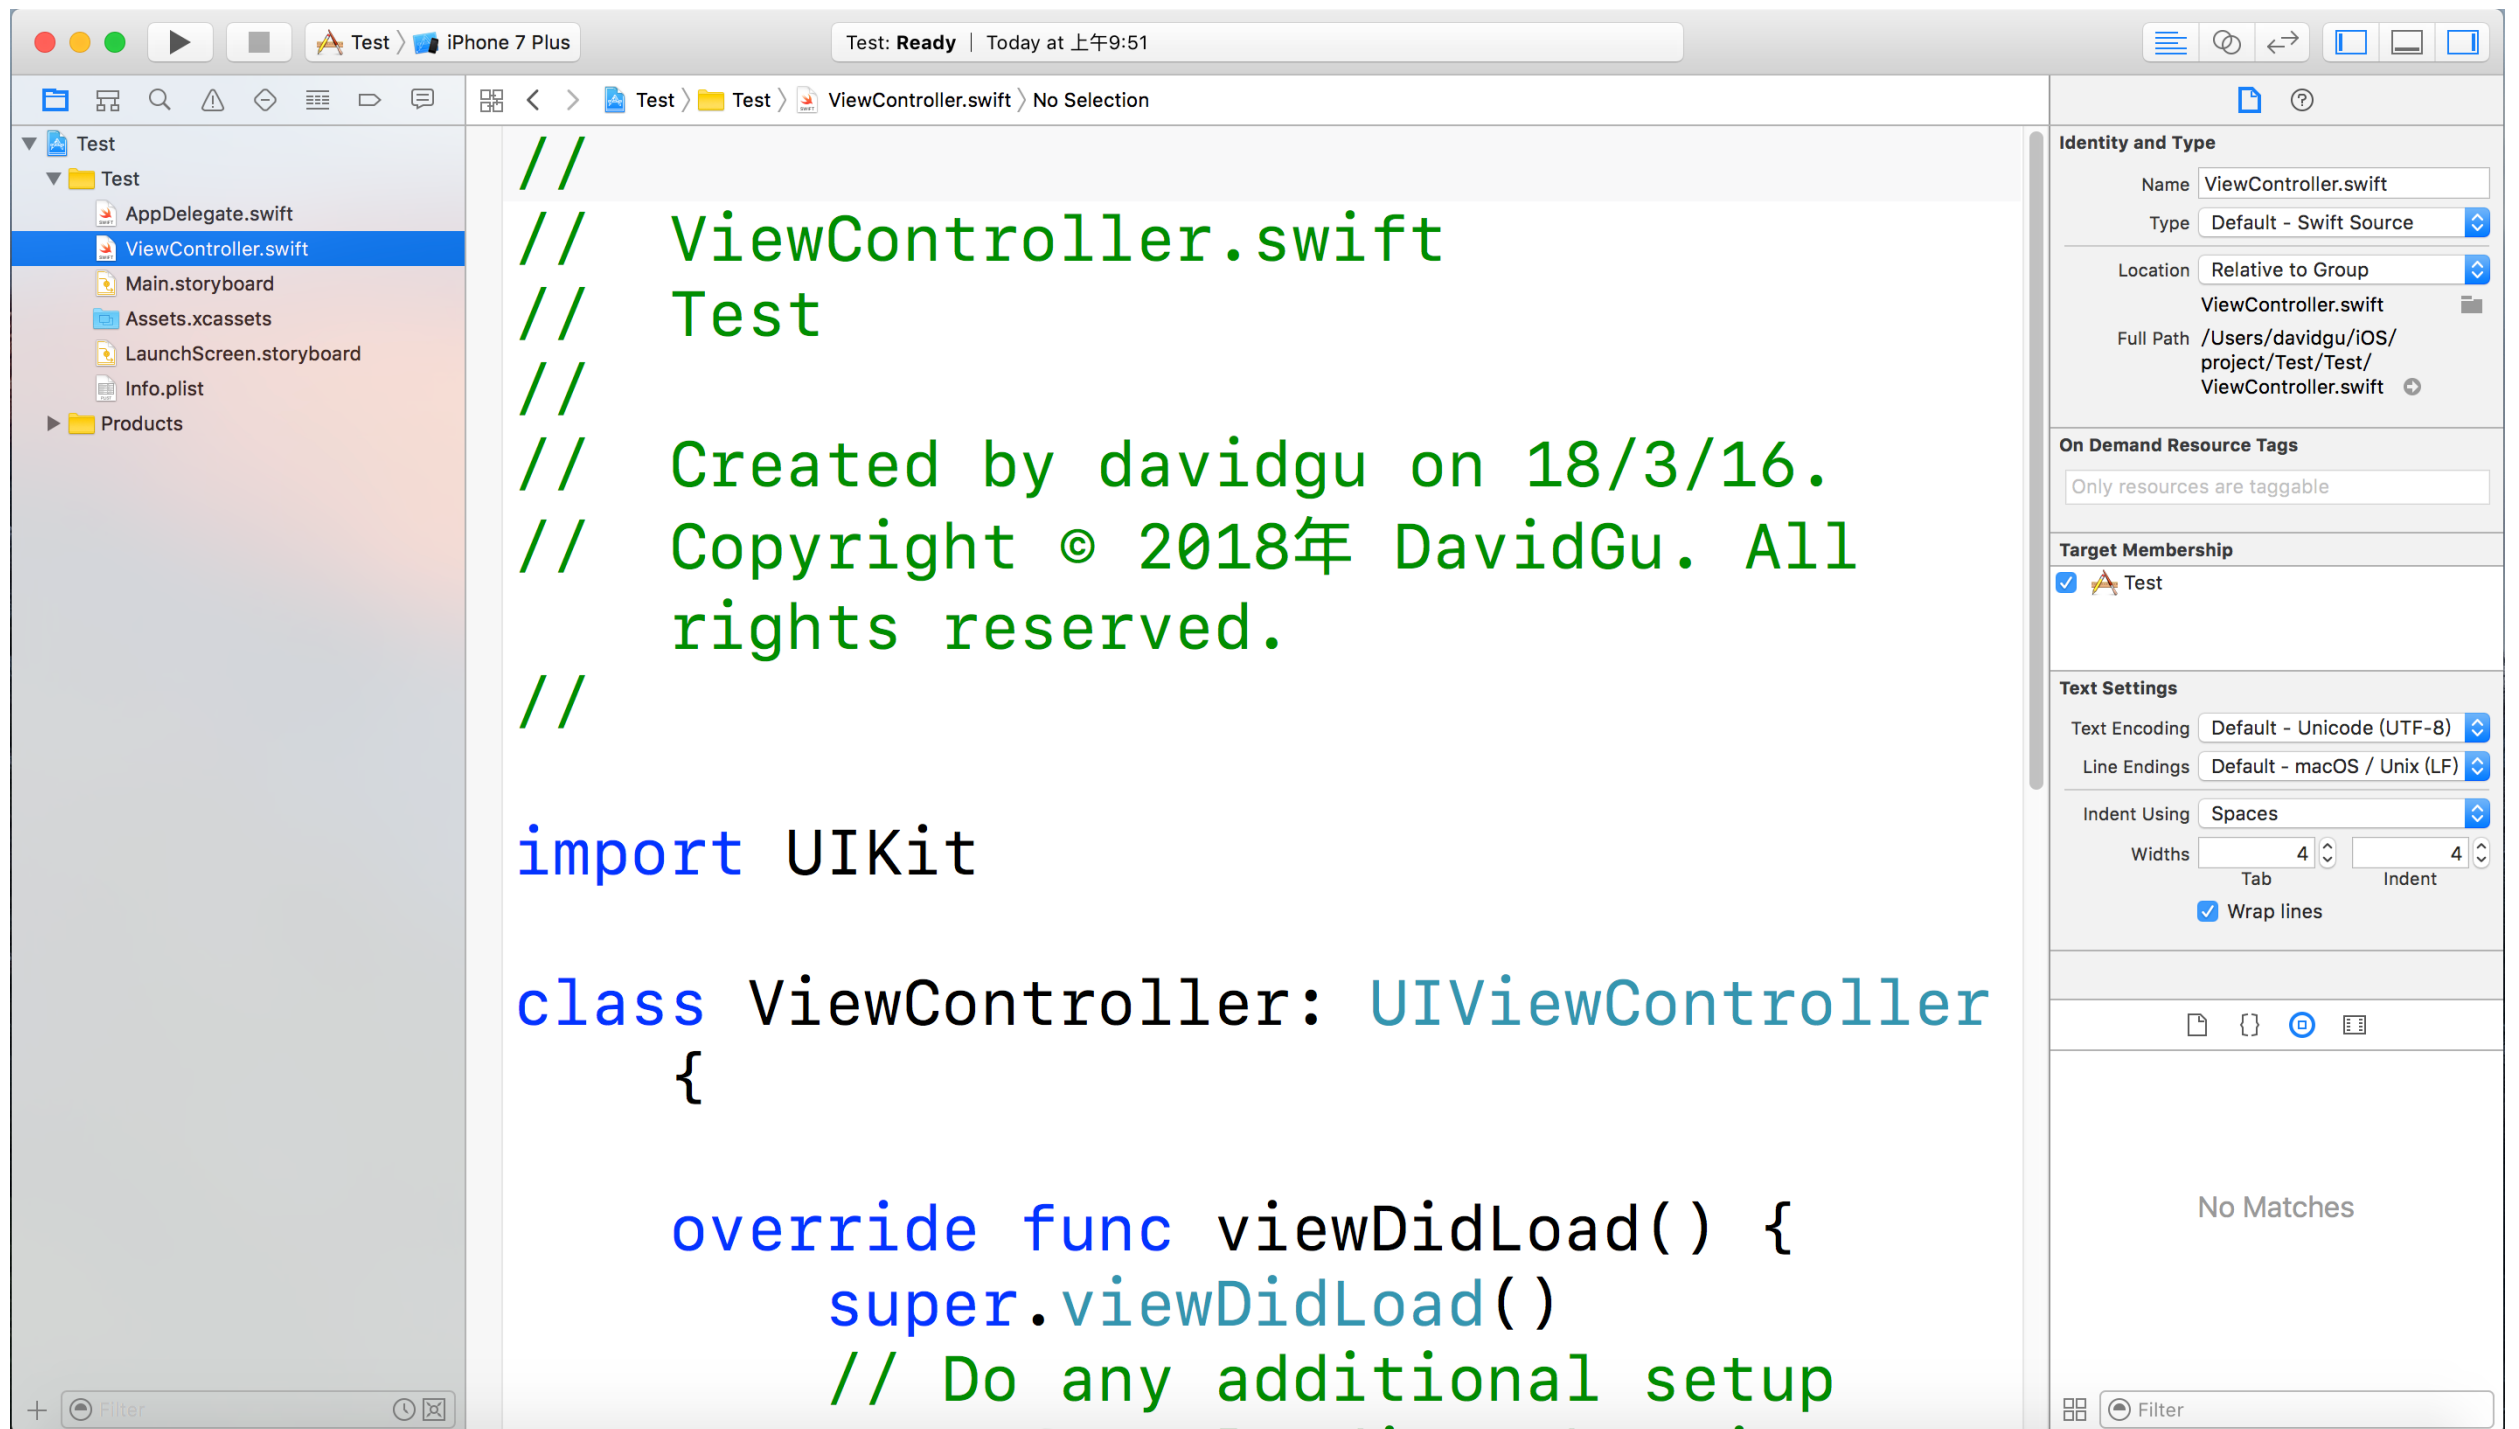 Test iPhone 7 Plus
Test: Ready | Today at 上午9:51
Test Test ViewController.swift No Selection
Test
Test
AppDelegate.swift
ViewController.swift
Main.storyboard
Assets.xcassets
LaunchScreen.storyboard
Info.plist
Products
Filter
//
// ViewController.swift
// Test
//
// Created by davidgu on 18/3/16.
// Copyright © 2018年 DavidGu. All
rights reserved.
//
import UIKit
class ViewController: UIViewController
{
override func viewDidLoad() {
super.viewDidLoad()
// Do any additional setup
Identity and Type
Name ViewController.swift
Type Default - Swift Source
Location Relative to Group
ViewController.swift
Full Path /Users/davidgu/iOS/
project/Test/Test/
ViewController.swift
On Demand Resource Tags
Only resources are taggable
Target Membership
Test
Text Settings
Text Encoding Default - Unicode (UTF-8)
Line Endings Default - macOS / Unix (LF)
Indent Using Spaces
Widths 4 4
Tab Indent
Wrap lines
{}
No Matches
Filter